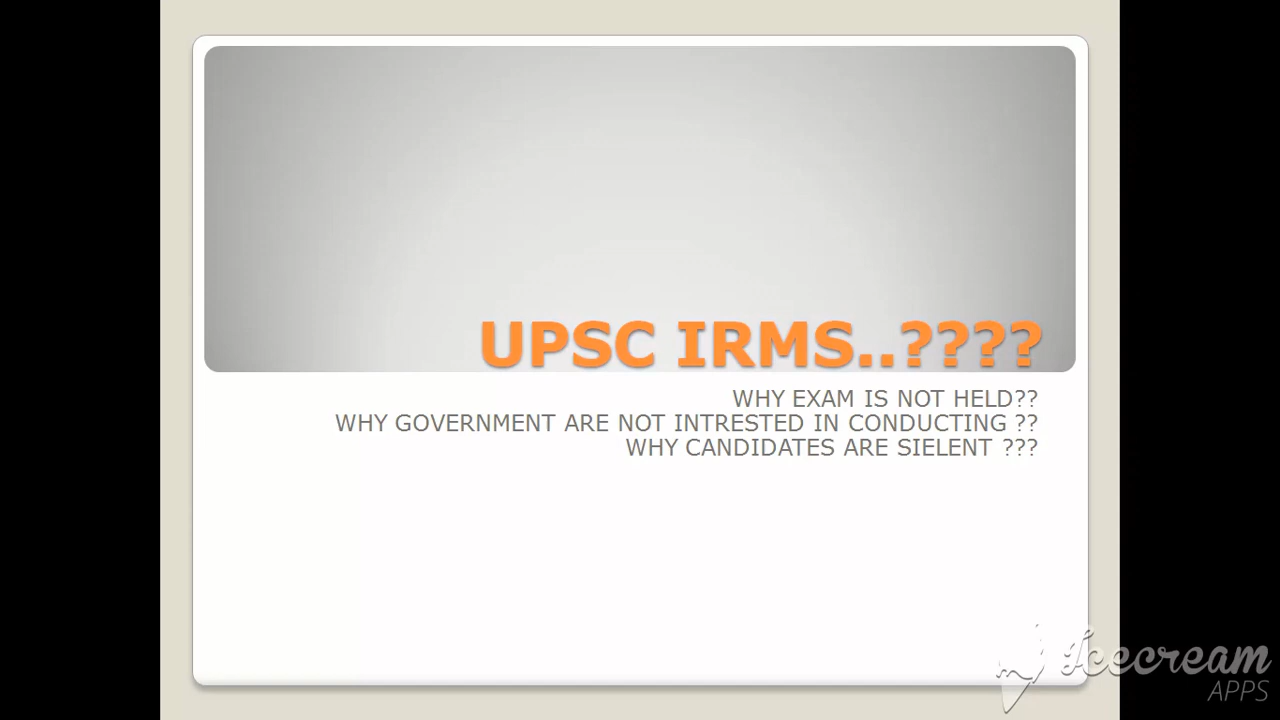 UPSC IRMS..????
WHY EXAM IS NOT HELD??
WHY GOVERNMENT ARE NOT INTRESTED IN CONDUCTING ??
WHY CANDIDATES ARE SIELENT ???
Icecream
APPS